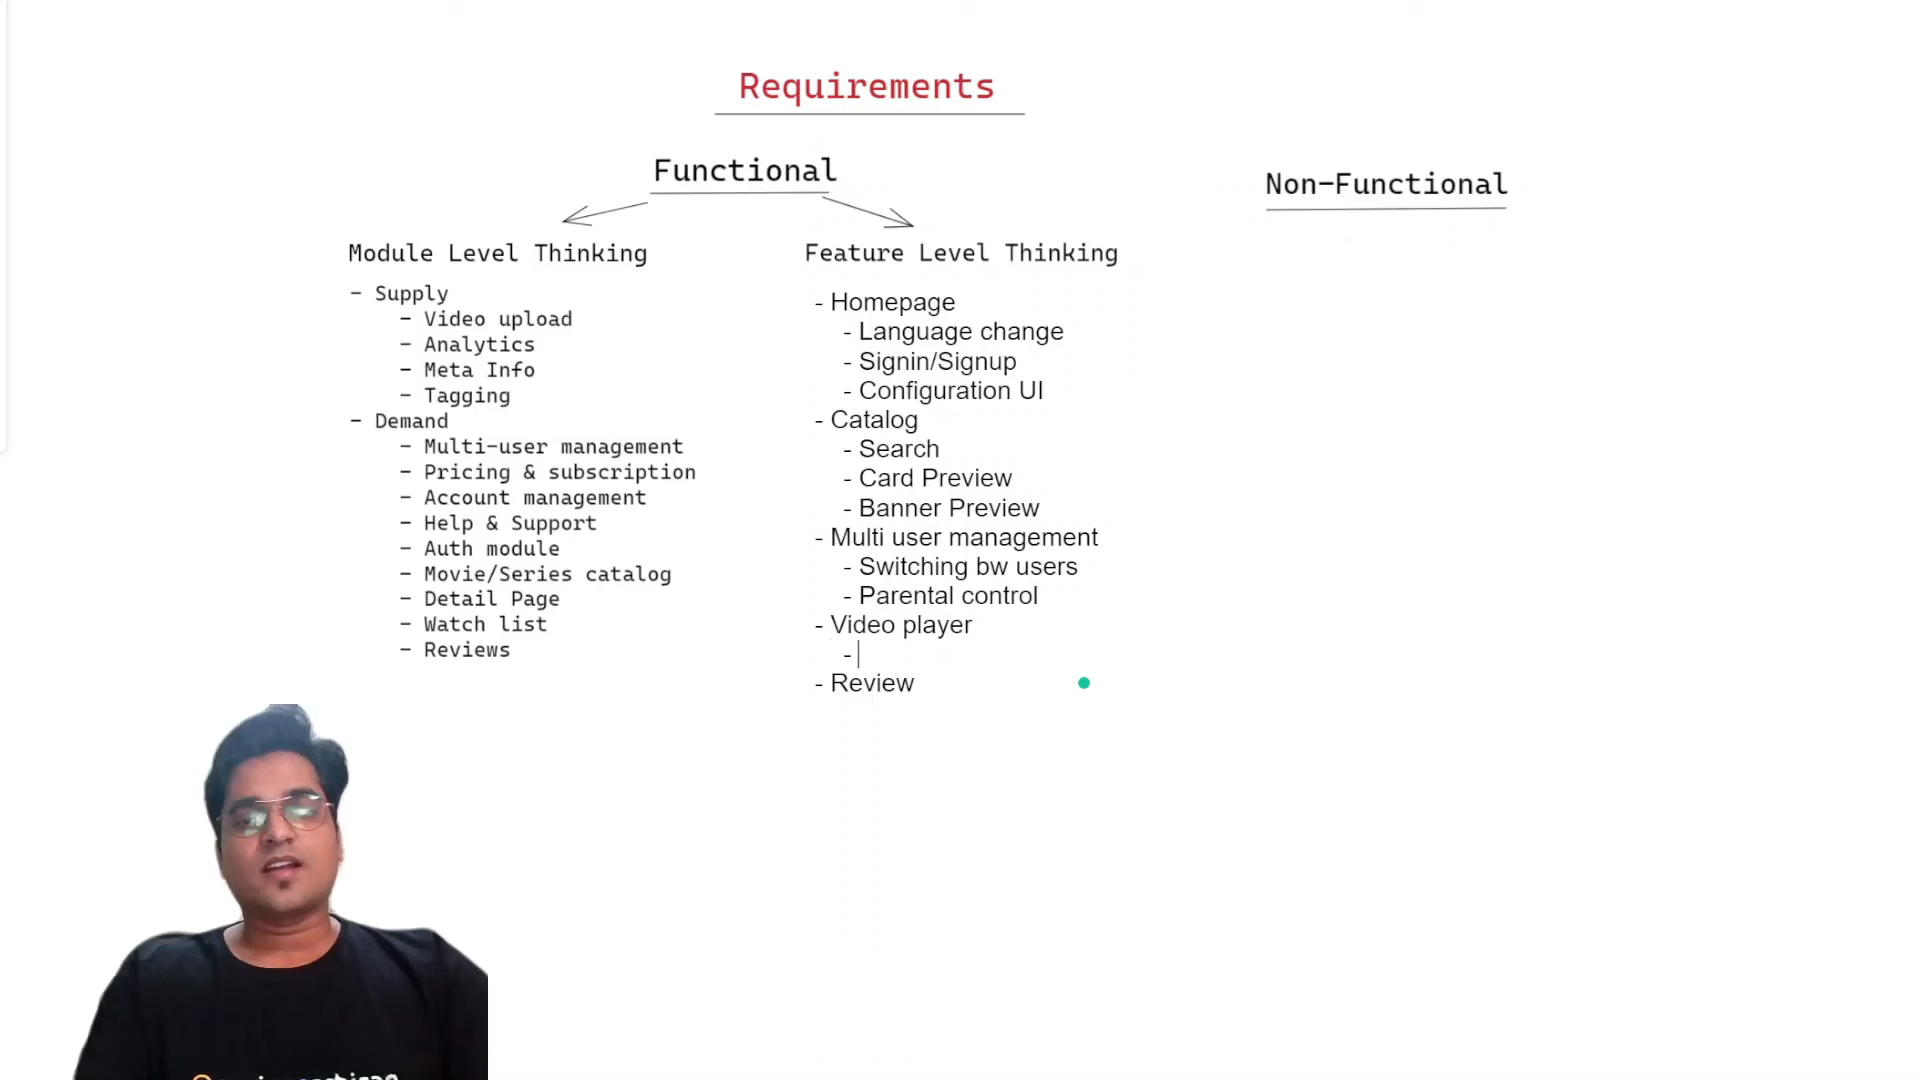 Requirements
Functional
Non-Functional
Module Level Thinking
- Supply
- Video upload
- Analytics
- Meta Info
- Tagging
- Demand
- Multi-user management
- Pricing & subscription
- Account management
- Help & Support
- Auth module
- Movie/Series catalog
- Detail Page
- Watch list
- Reviews
Feature Level Thinking
- Homepage
- Language change
- Signin/Signup
- Configuration UI
- Catalog
- Search
- Card Preview
- Banner Preview
- Multi user management
- Switching bw users
- Parental control
- Video player
-
- Review